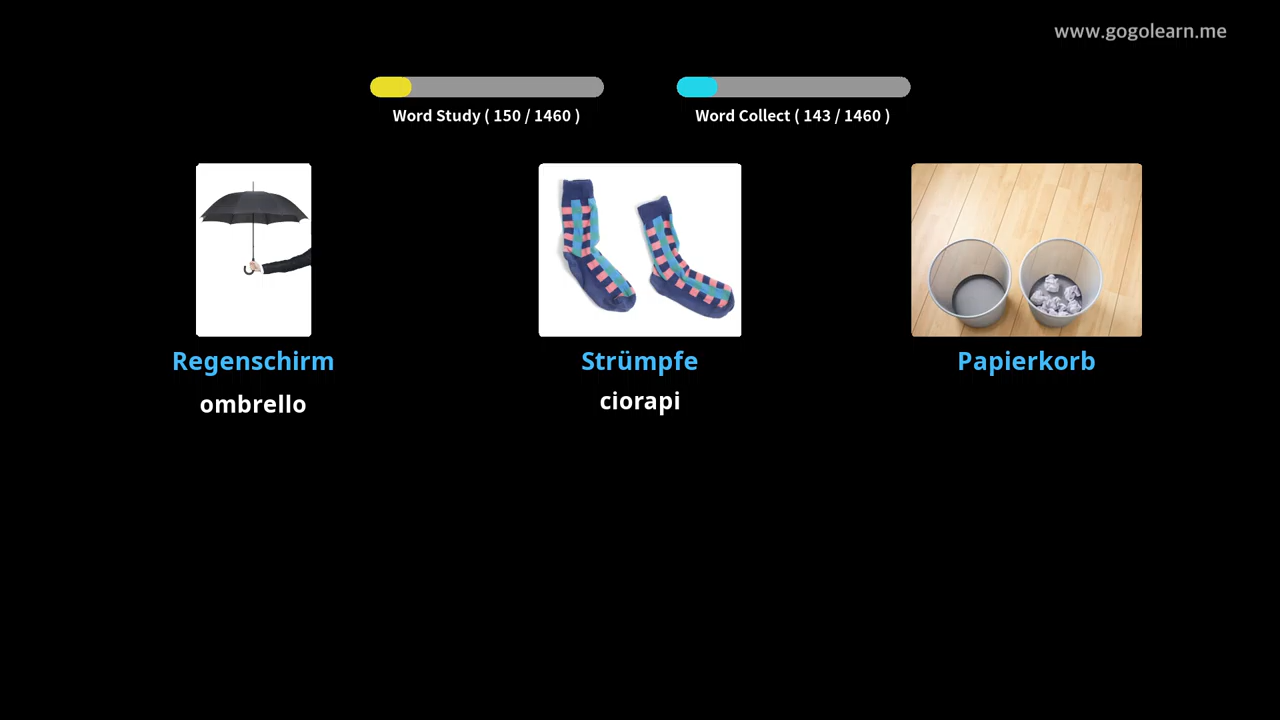 www.gogolearn.me
Word Study ( 150 / 1460 )
Word Collect ( 143 / 1460 )
Regenschirm
Strümpfe
Papierkorb
ombrello
ciorapi